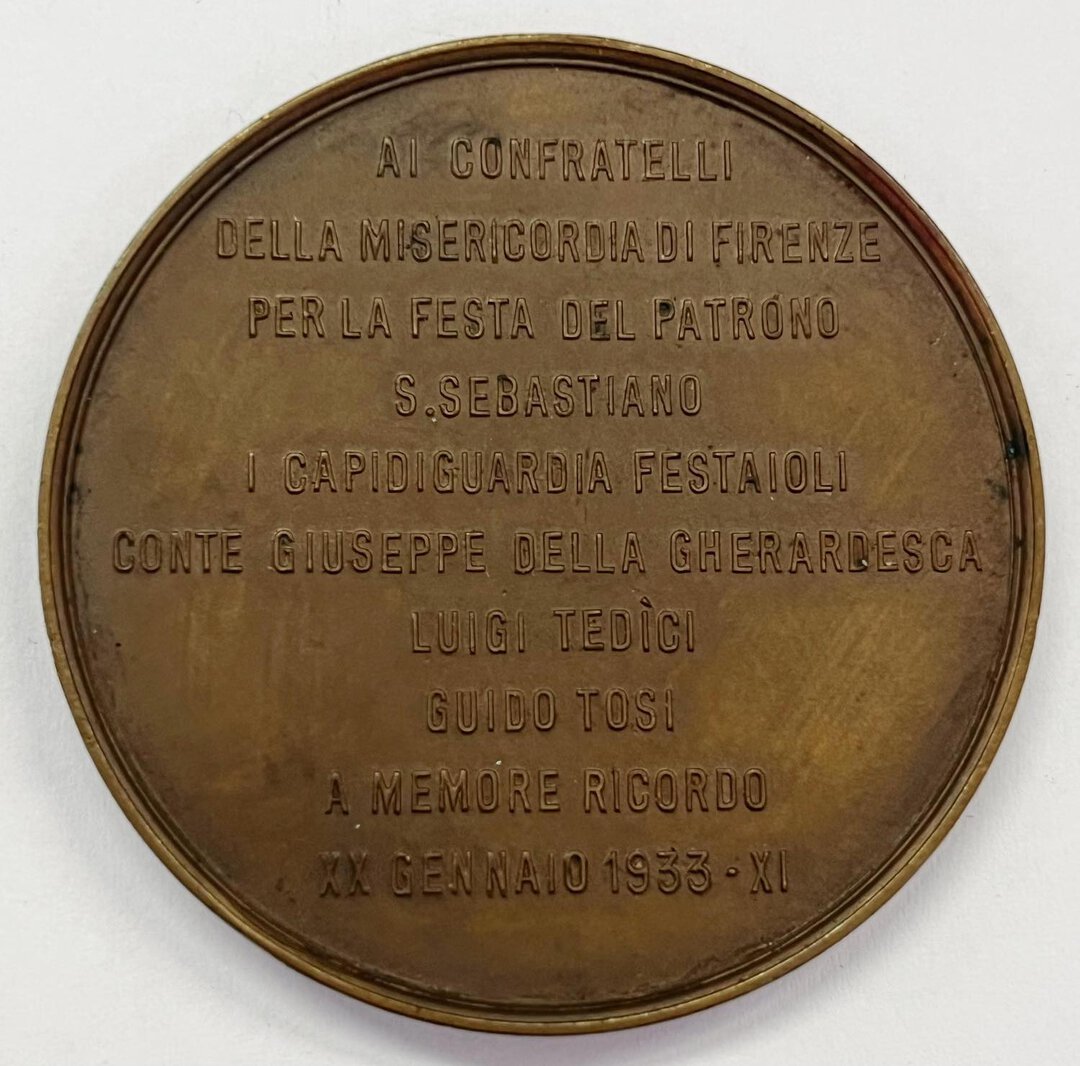 AI CONFRATELLI
DELLA MISERICORDIA DI FIRENZE
PER LA FESTA DEL PATRONO
S. SEBASTIANO
I CAPIDIGUARDIA FESTAIOLI
CONTE GIUSEPPE DELLA GHERARDESCA
LUIGI TEDÌCI
GUIDO TOSI
A MEMORE RICORDO
XX GENNAIO 1933 - XI